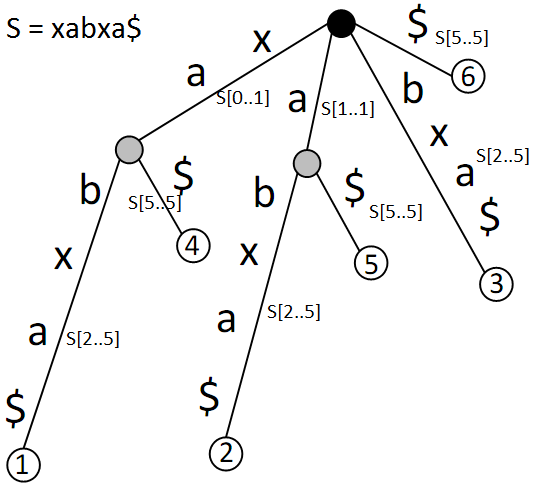 S = xabxa$
$
S[5..5]
6
x
a
S[0..1]
a
S[1..1]
b
x
a
$
S[2..5]
3
b
x
a
$
S[2..5]
1
$
S[5..5]
4
b
x
a
$
S[2..5]
2
$
S[5..5]
5